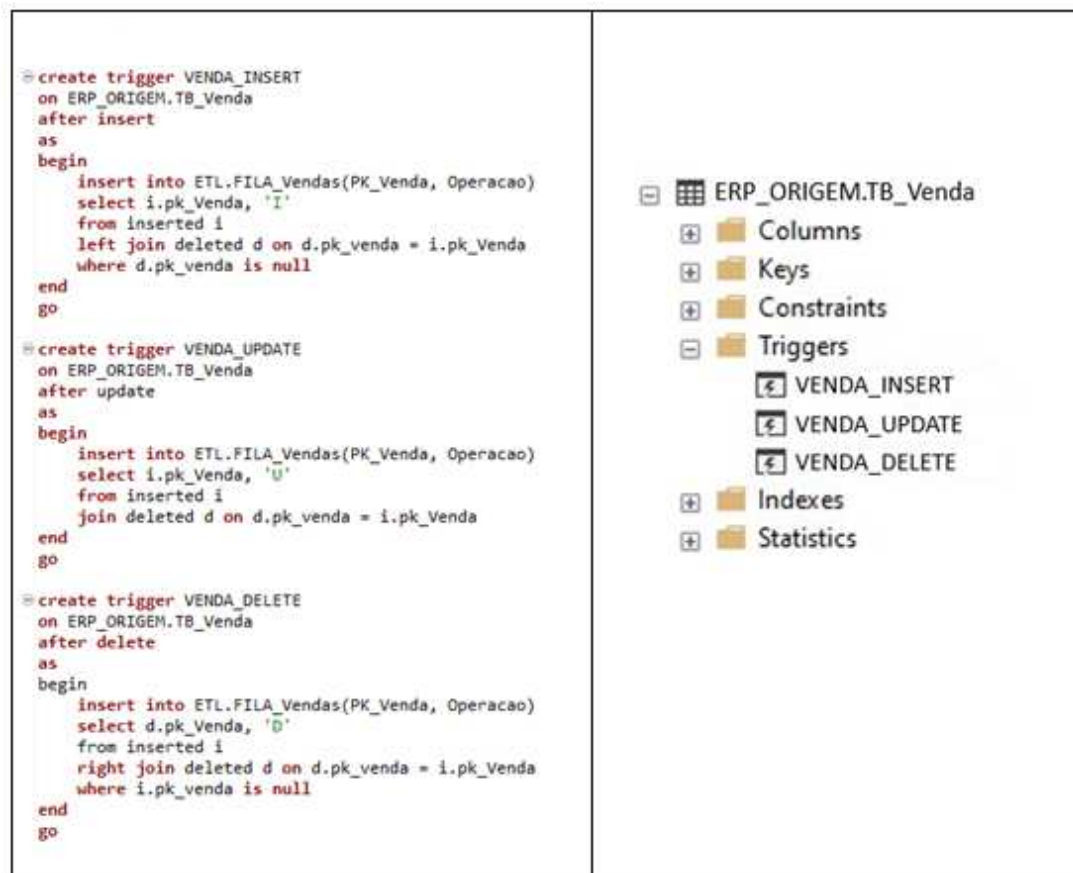 create trigger VENDA_INSERT
on ERP_ORIGEM.TB_Venda
after insert
as
begin
insert into ETL.FILA_Vendas(PK_Venda, Operacao)
select i.pk_Venda, 'I'
from inserted i
left join deleted d on d.pk_venda = i.pk_Venda
where d.pk_venda is null
end
go
create trigger VENDA_UPDATE
on ERP_ORIGEM.TB_Venda
after update
as
begin
insert into ETL.FILA_Vendas(PK_Venda, Operacao)
select i.pk_Venda, 'U'
from inserted i
join deleted d on d.pk_venda = i.pk_Venda
end
go
create trigger VENDA_DELETE
on ERP_ORIGEM.TB_Venda
after delete
as
begin
insert into ETL.FILA_Vendas(PK_Venda, Operacao)
select d.pk_Venda, 'D'
from inserted i
right join deleted d on d.pk_venda = i.pk_Venda
where i.pk_venda is null
end
go
ERP_ORIGEM.TB_Venda
Columns
Keys
Constraints
Triggers
VENDA_INSERT
VENDA_UPDATE
VENDA_DELETE
Indexes
Statistics